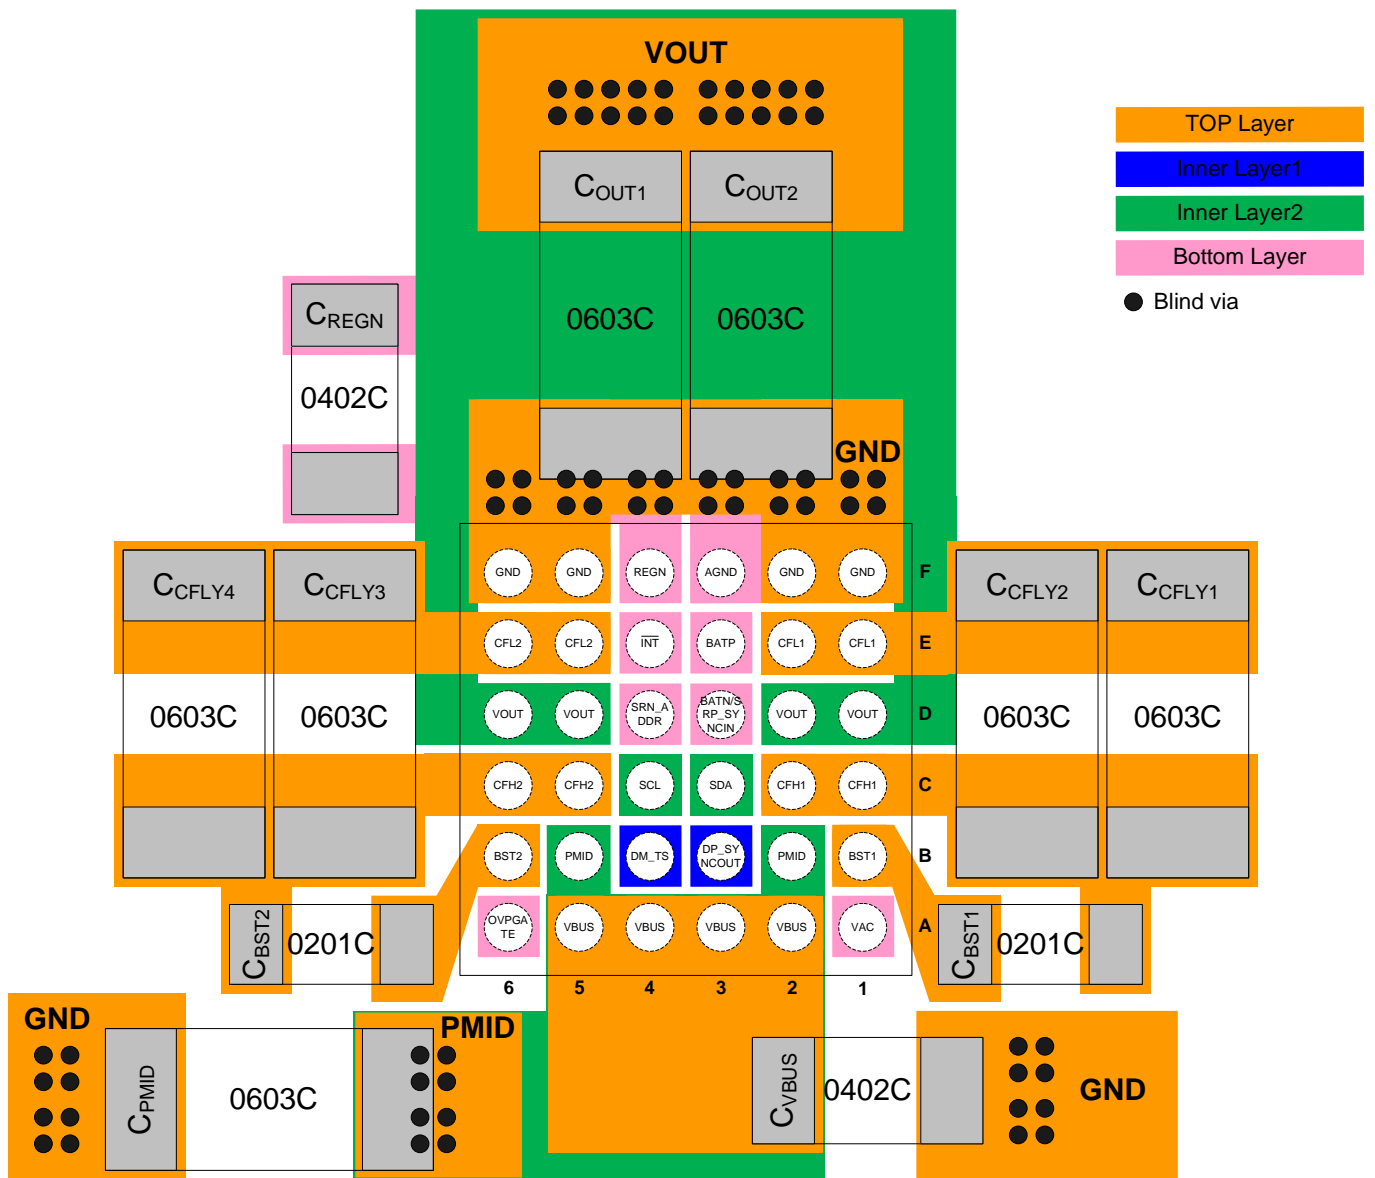 VOUT
TOP Layer
Inner Layer1
Inner Layer2
Bottom Layer
Blind via
COUT1
COUT2
0603C
0603C
CREGN
0402C
GND
GND
GND
REGN
AGND
GND
GND
F
CCFLY4
CCFLY3
CCFLY2
CCFLY1
CFL2
CFL2
INT
BATP
CFL1
CFL1
E
0603C
0603C
VOUT
VOUT
SRN_A
DDR
BATN/S
RP_SY
NCIN
VOUT
VOUT
D
0603C
0603C
CFH2
CFH2
SCL
SDA
CFH1
CFH1
C
BST2
PMID
DM_TS
DP_SY
NCOUT
PMID
BST1
B
CBST2
0201C
OVPGA
TE
VBUS
VBUS
VBUS
VBUS
VAC
A
CBST1
0201C
6
5
4
3
2
1
GND
CPMID
0603C
PMID
CVBUS
0402C
GND